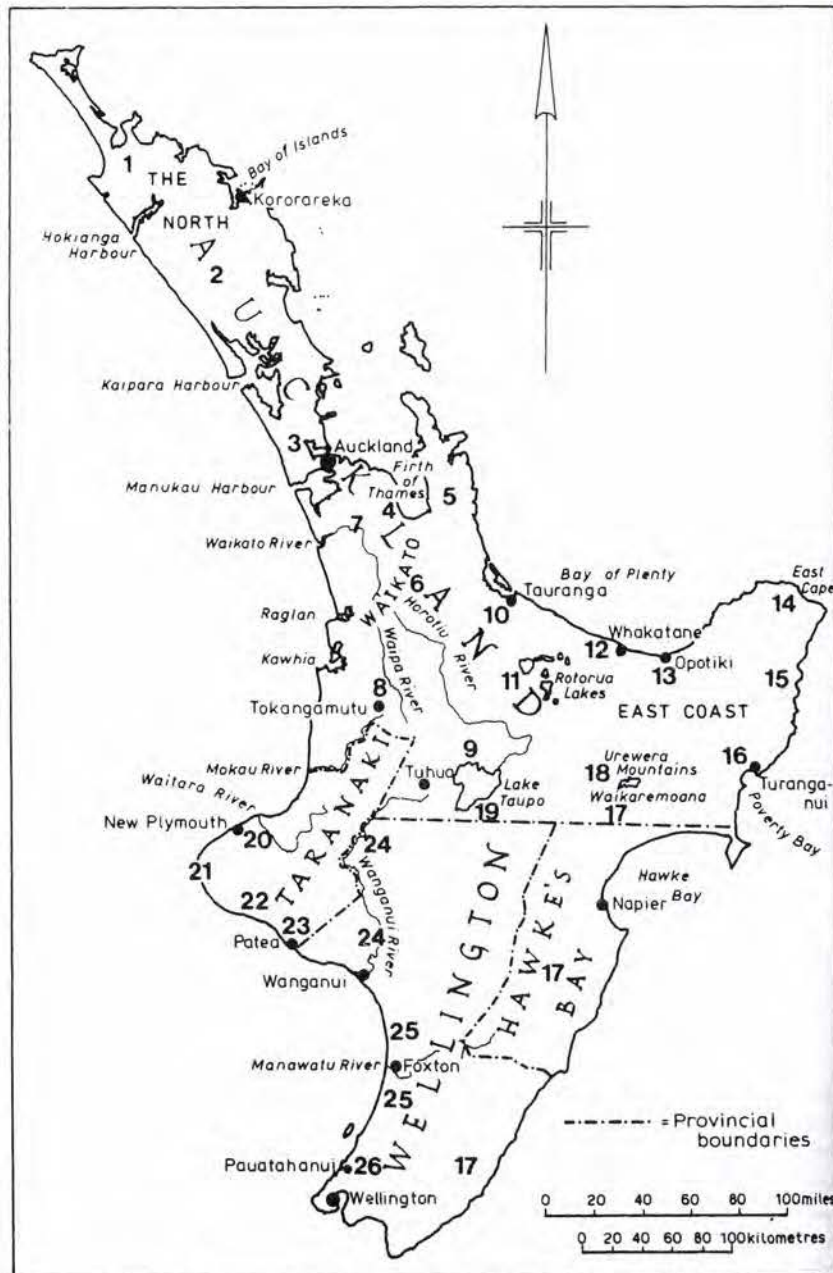 1
THE
Bay of Islands
Kororareka
NORTH
Hokianga
Harbour
2
AUCKLAND
Kaipara Harbour
3
Auckland
Firth
of
Thames
5
Manukau Harbour
4
7
Waikato River
WAIKATO
6
Horotiu
River
Bay of Plenty
East
Cape
Tauranga
10
14
Raglan
Waipa River
Whakatane
12
Opotiki
13
Kawhia
11
Rotorua
Lakes
15
8
Tokangamutu
EAST COAST
9
Urewera
Mountains
18
16
Mokau River
Tuhua
Lake
Taupo
Waikaremoana
17
Turanga-
nui
Waitara River
19
Poverty Bay
New Plymouth
20
TARANAKI
24
21
22
Wanganui River
Hawke
Bay
Napier
23
Patea
24
WELLINGTON
HAWKE'S
BAY
17
Wanganui
25
Manawatu River
Foxton
25
= Provincial
boundaries
Pauatahanui
26
17
Wellington
0 20 40 60 80 100 miles
0 20 40 60 80 100 kilometres